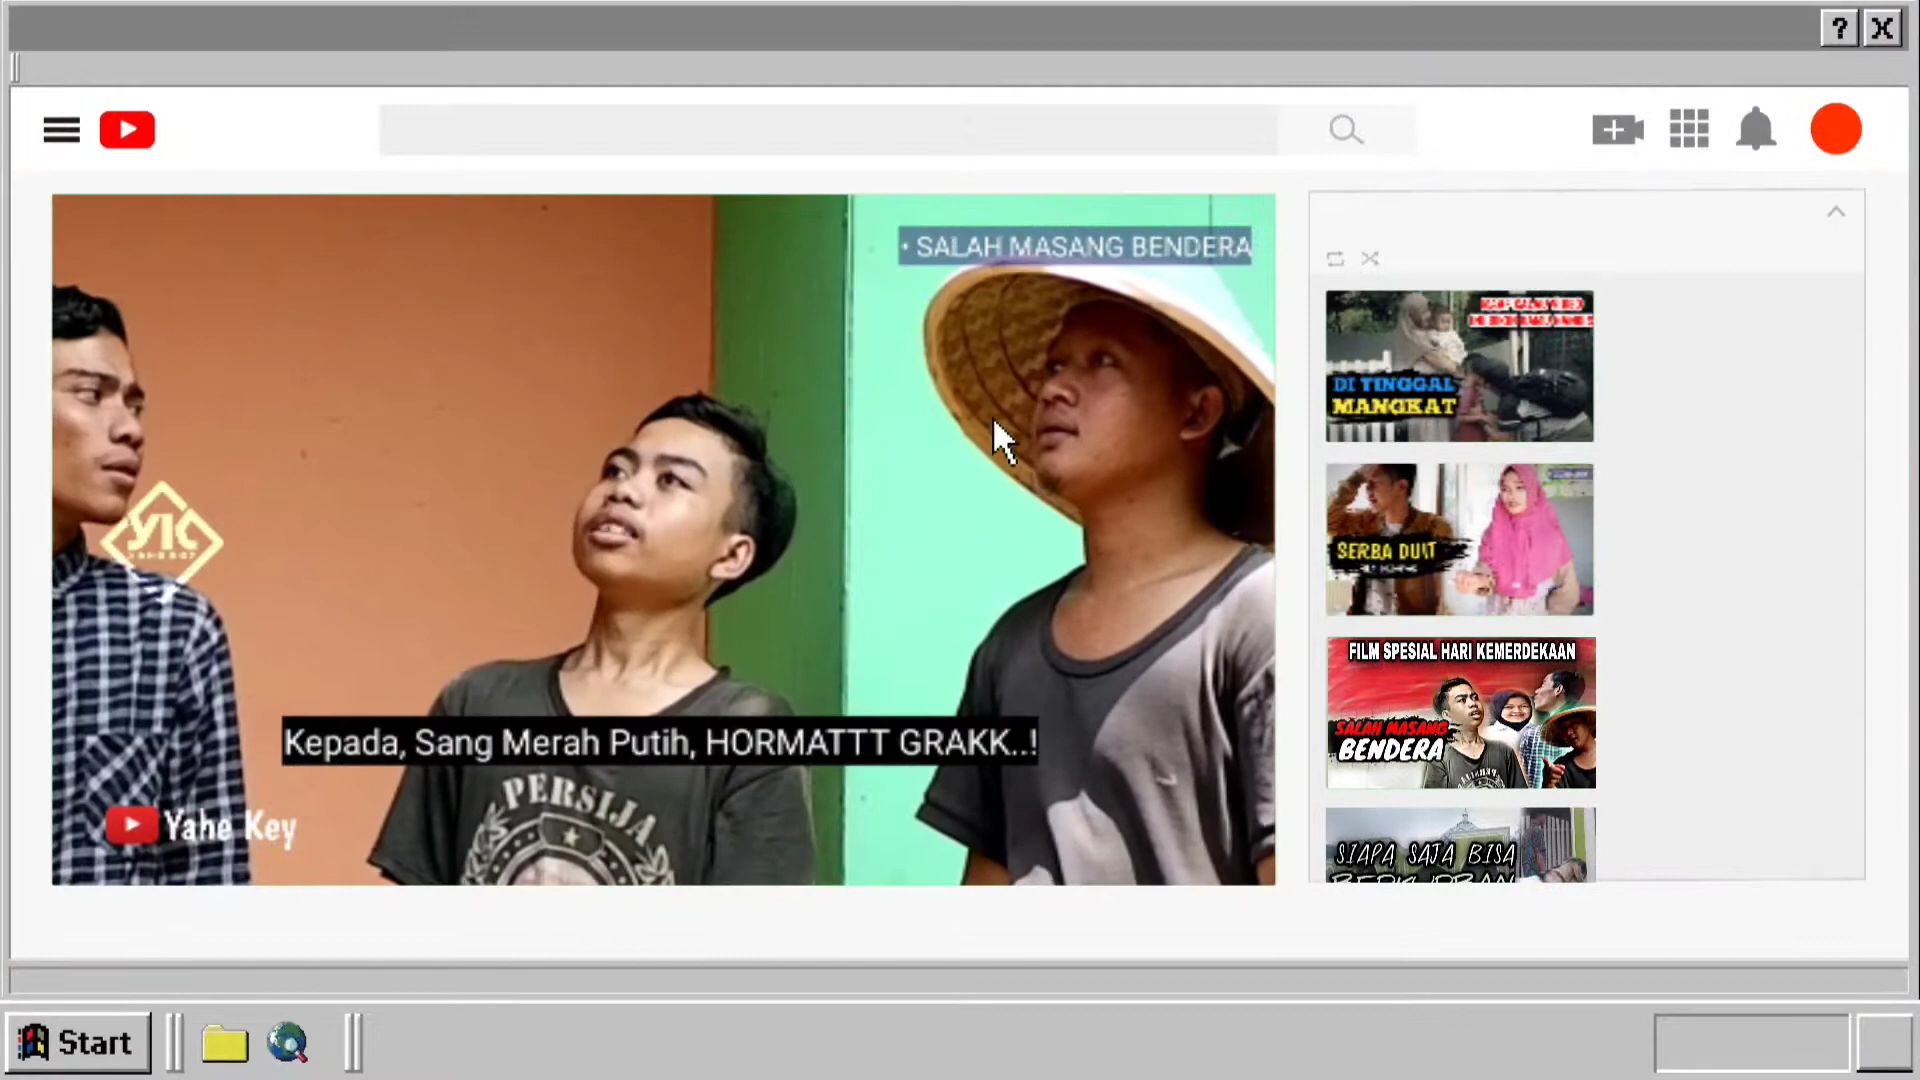 ? X
• SALAH MASANG BENDERA
YK
Kepada, Sang Merah Putih, HORMATTT GRAKK..!
PERSIJA
Yahe Key
DI TINGGAL
MANGKAT
SERBA DUIT
FILM SPESIAL HARI KEMERDEKAAN
SALAH MASANG
BENDERA
SIAPA SAJA BISA
Start